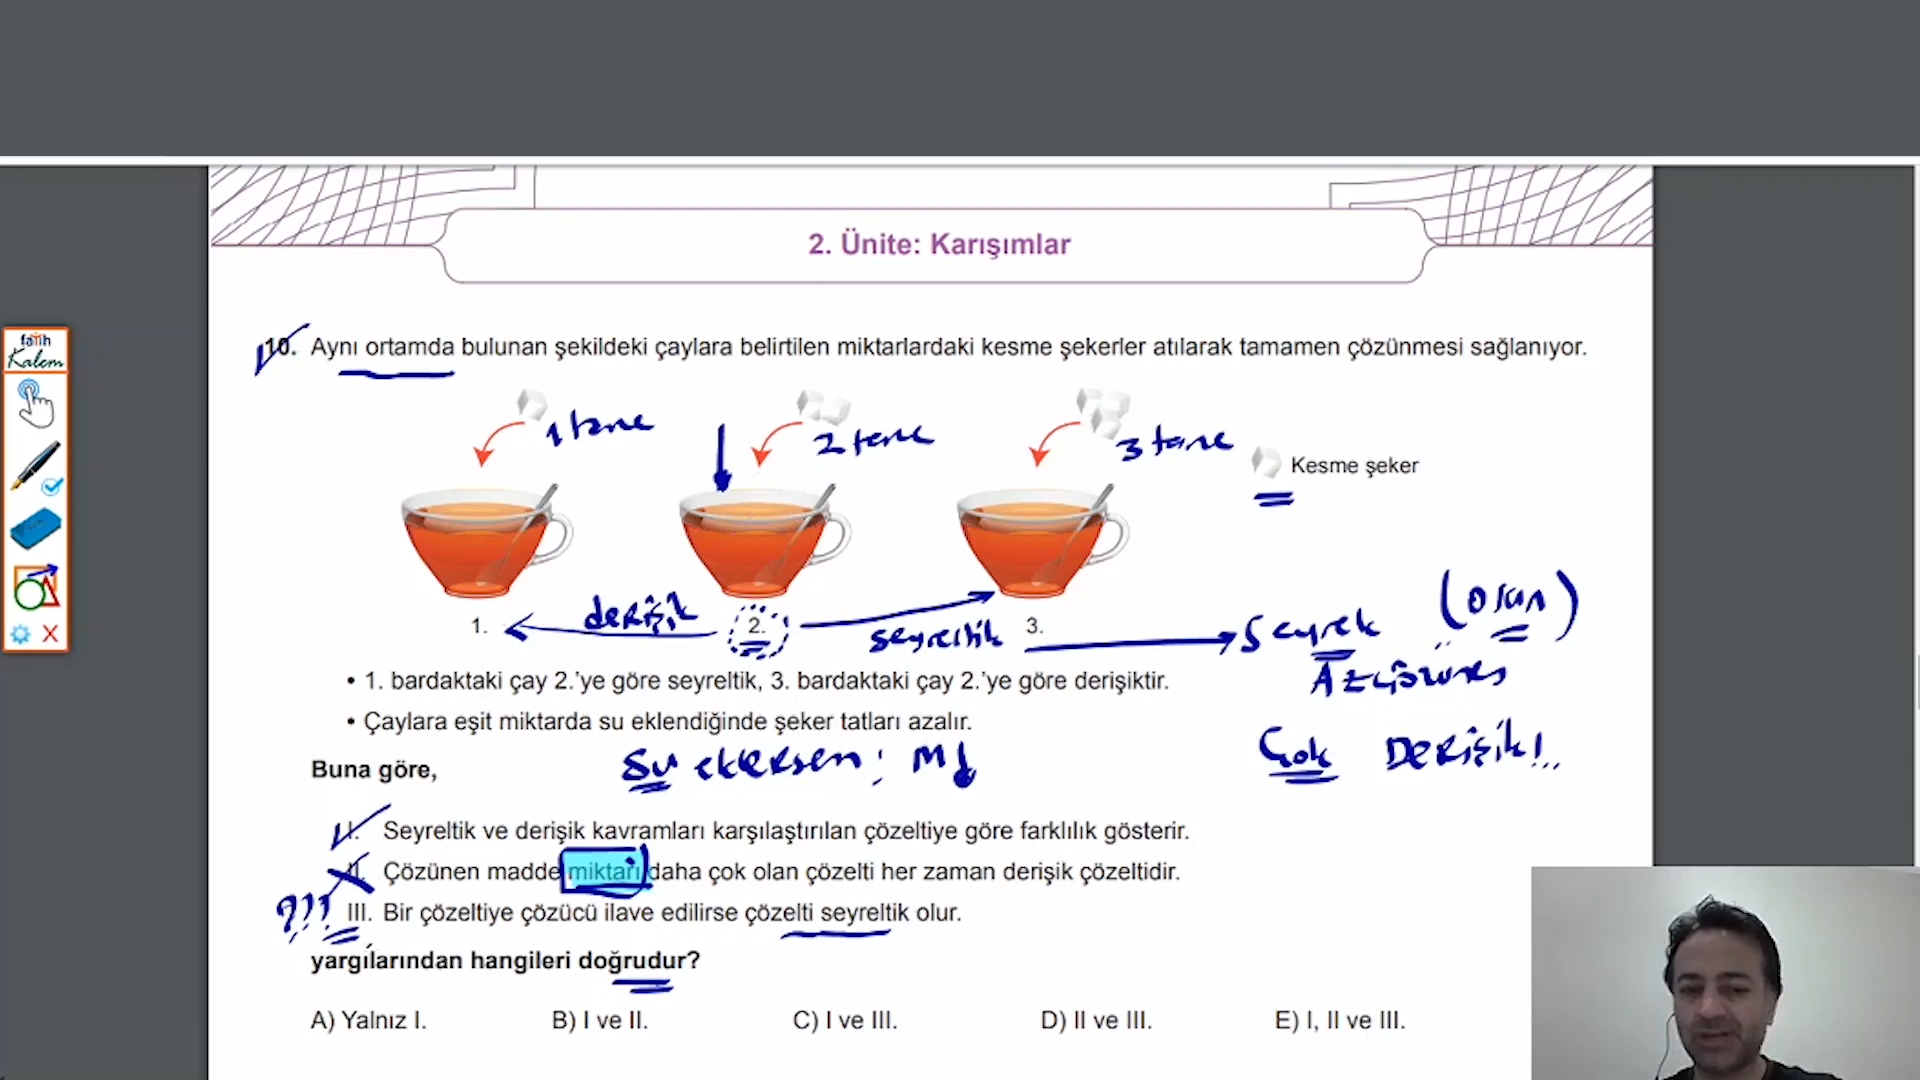 2. Ünite: Karışımlar
fatih
Kalem
10. Aynı ortamda bulunan şekildeki çaylara belirtilen miktarlardaki kesme şekerler atılarak tamamen çözünmesi sağlanıyor.
1 tane
2 tane
3 tane
Kesme şeker
derişik
seyreltik
Seyrek (oran)
1.
2.
3.
Az çözünen
• 1. bardaktaki çay 2.'ye göre seyreltik, 3. bardaktaki çay 2.'ye göre derişiktir.
• Çaylara eşit miktarda su eklendiğinde şeker tatları azalır.
Çok Derişik!..
Su eklersen: M↓
Buna göre,
I. Seyreltik ve derişik kavramları karşılaştırılan çözeltiye göre farklılık gösterir.
II. Çözünen madde miktarı daha çok olan çözelti her zaman derişik çözeltidir.
??? III. Bir çözeltiye çözücü ilave edilirse çözelti seyreltik olur.
yargılarından hangileri doğrudur?
A) Yalnız I.
B) I ve II.
C) I ve III.
D) II ve III.
E) I, II ve III.